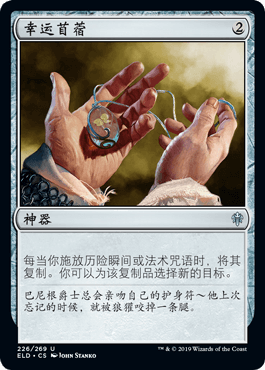 幸运苜蓿 2
神器
每当你施放历险瞬间或法术咒语时，将其
复制。你可以为该复制品选择新的目标。
巴尼根爵士总会亲吻自己的护身符～他上次
忘记的时候，就被狼獾咬掉一条腿。
226/269 U
ELD • CS JOHN STANKO
™ & © 2019 Wizards of the Coast